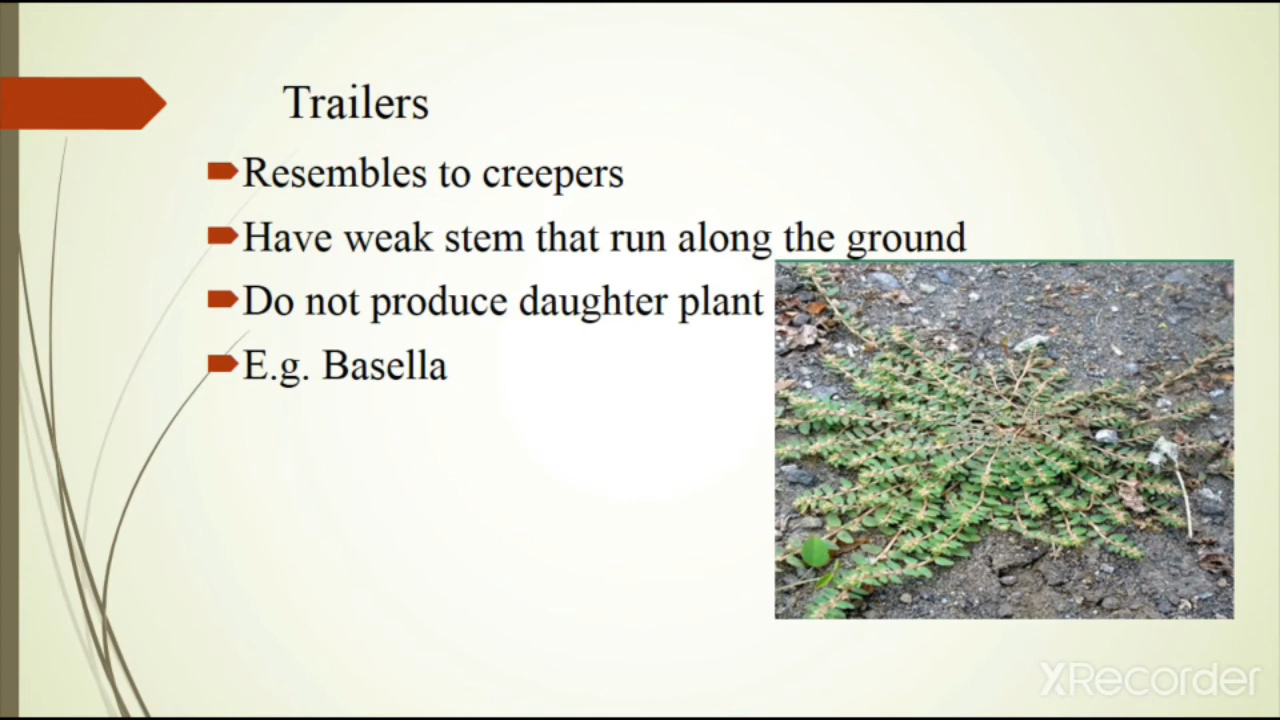 Trailers
Resembles to creepers
Have weak stem that run along the ground
Do not produce daughter plant
E.g. Basella
XRecorder